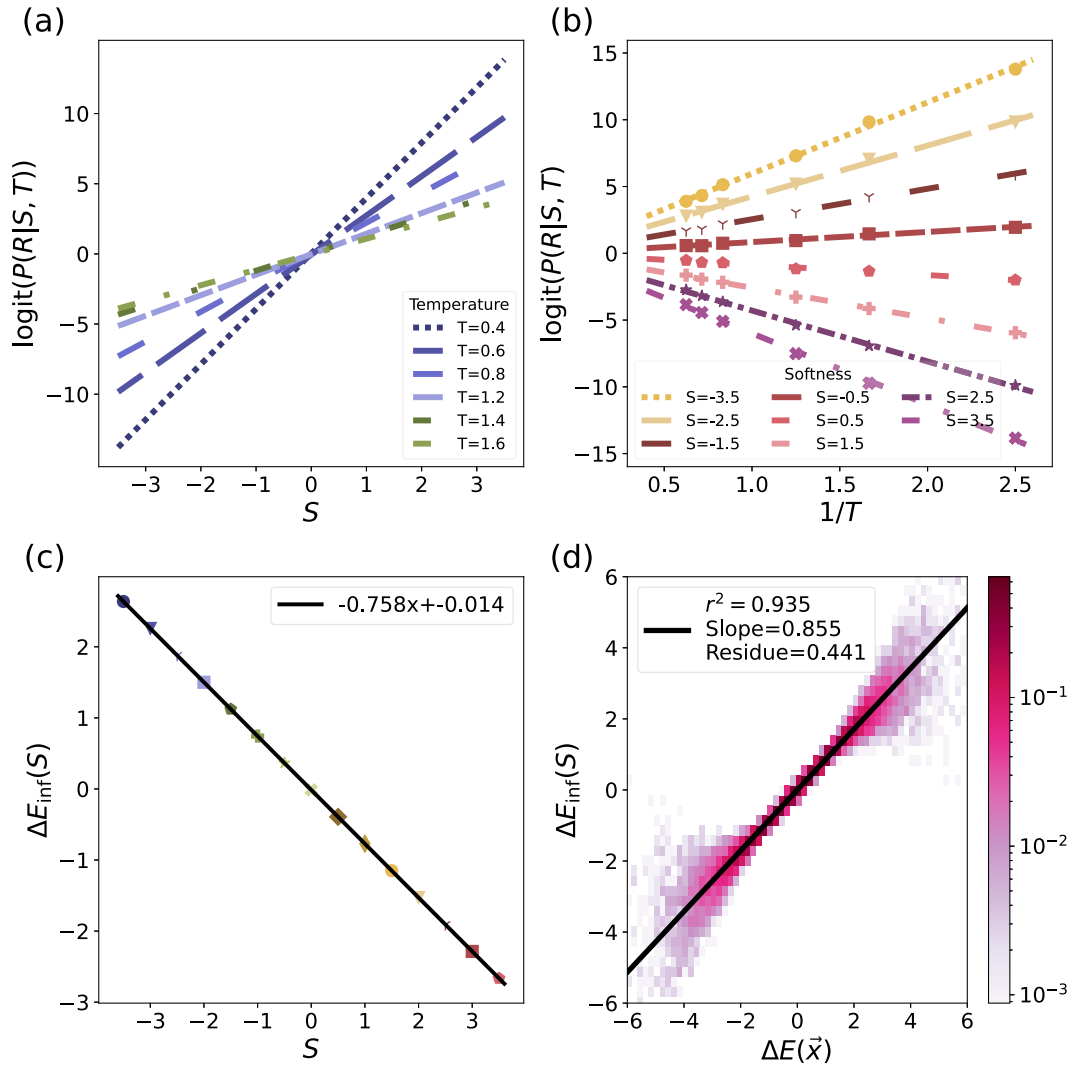 (a)
logit(P(R|S, T))
10
5
0
−5
−10
Temperature
T=0.4
T=0.6
T=0.8
T=1.2
T=1.4
T=1.6
−3 −2 −1 0 1 2 3
S
(b)
logit(P(R|S, T))
15
10
5
0
−5
−10
−15
Softness
S=-3.5 S=-0.5 S=2.5
S=-2.5 S=0.5 S=3.5
S=-1.5 S=1.5
0.5 1.0 1.5 2.0 2.5
1/T
(c)
ΔE_inf(S)
2
1
0
−1
−2
−3
-0.758x+-0.014
−3 −2 −1 0 1 2 3
S
(d)
ΔE_inf(S)
6
4
2
0
−2
−4
−6
r² = 0.935
Slope=0.855
Residue=0.441
−6 −4 −2 0 2 4 6
ΔE(x⃗)
10⁻¹
10⁻²
10⁻³